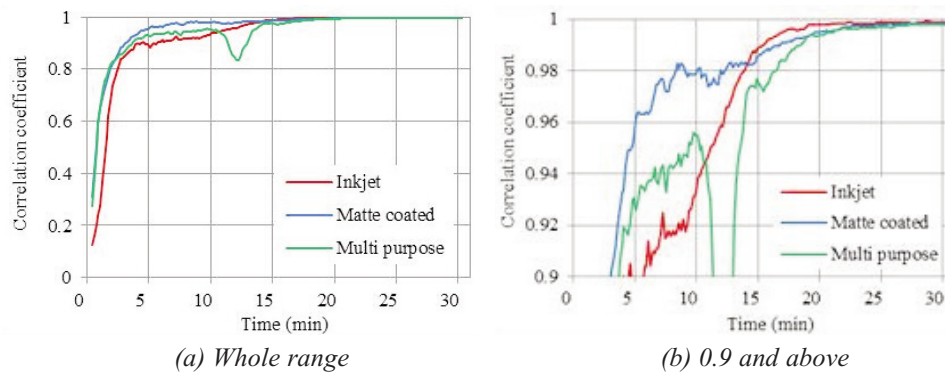 Correlation coefficient
1
0.8
0.6
0.4
0.2
0
0
5
10
15
20
25
30
Time (min)
Inkjet
Matte coated
Multi purpose
(a) Whole range
Correlation coefficient
0.98
0.96
0.94
0.92
0.9
0
5
10
15
20
25
30
Time (min)
Inkjet
Matte coated
Multi purpose
(b) 0.9 and above